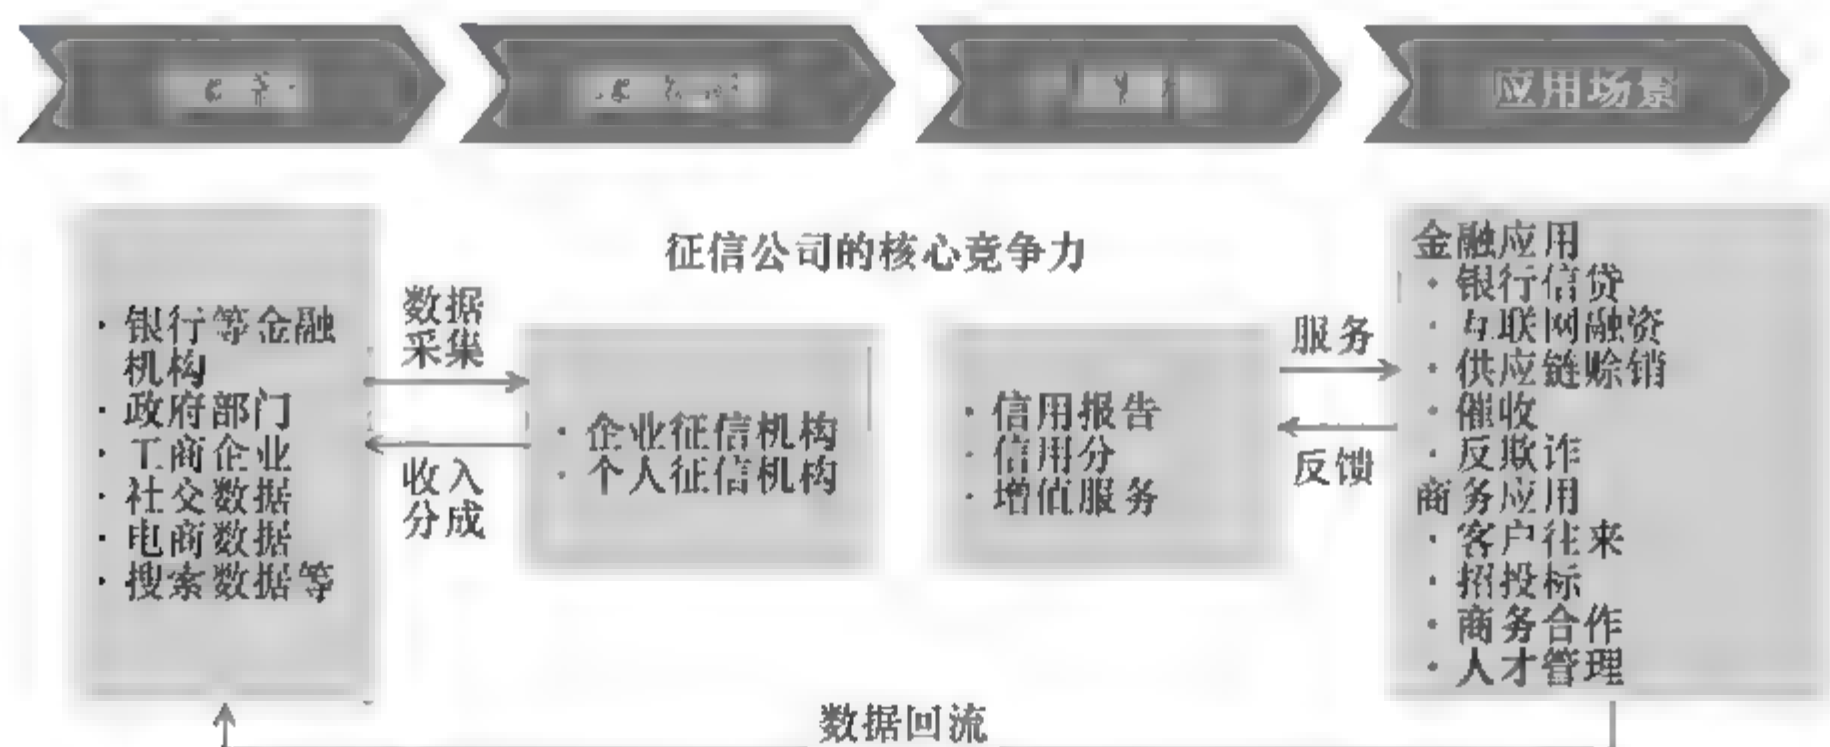 应用场景
征信公司的核心竞争力
· 银行等金融
机构
· 政府部门
· 工商企业
· 社交数据
· 电商数据
· 搜索数据等
数据
采集
收入
分成
· 企业征信机构
· 个人征信机构
· 信用报告
· 信用分
· 增值服务
服务
反馈
金融应用
· 银行信贷
· 互联网融资
· 供应链赊销
· 催收
· 反欺诈
商务应用
· 客户往来
· 招投标
· 商务合作
· 人才管理
数据回流